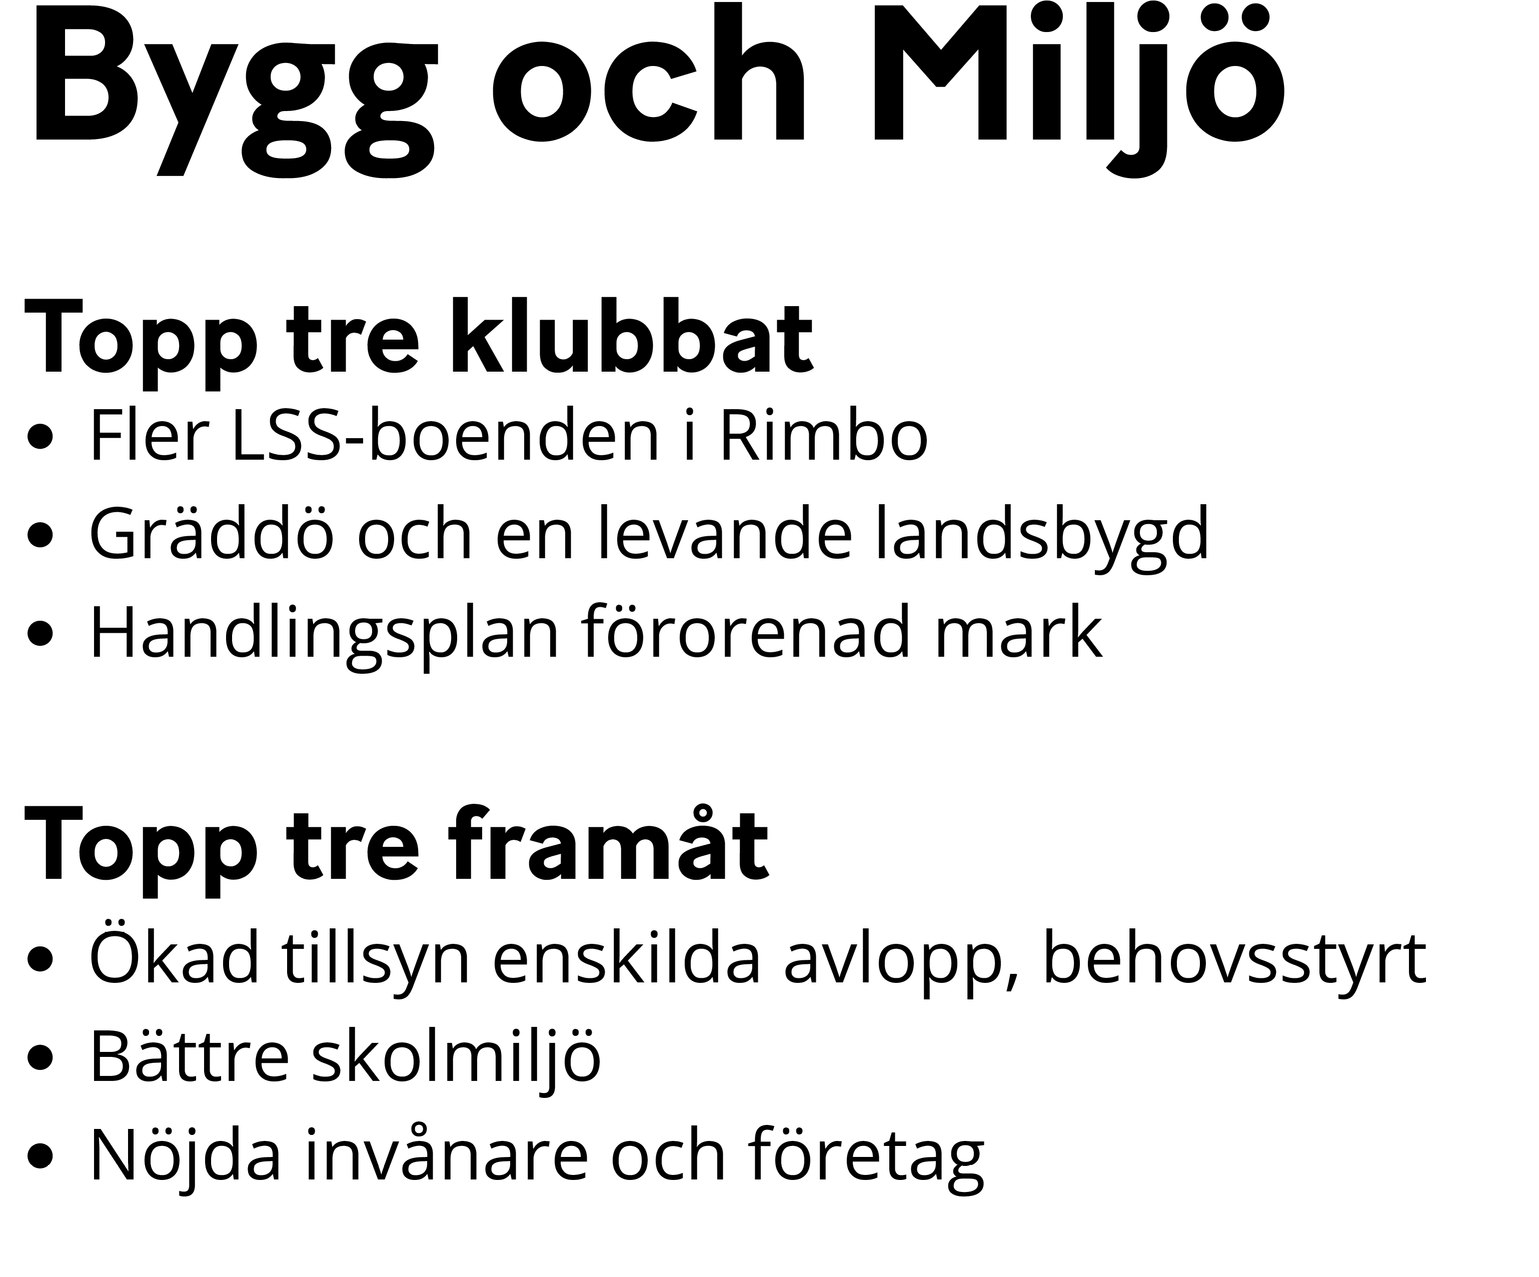 Bygg och Miljö
Topp tre klubbat
• Fler LSS-boenden i Rimbo
• Gräddö och en levande landsbygd
• Handlingsplan förorenad mark
Topp tre framåt
• Ökad tillsyn enskilda avlopp, behovsstyrt
• Bättre skolmiljö
• Nöjda invånare och företag